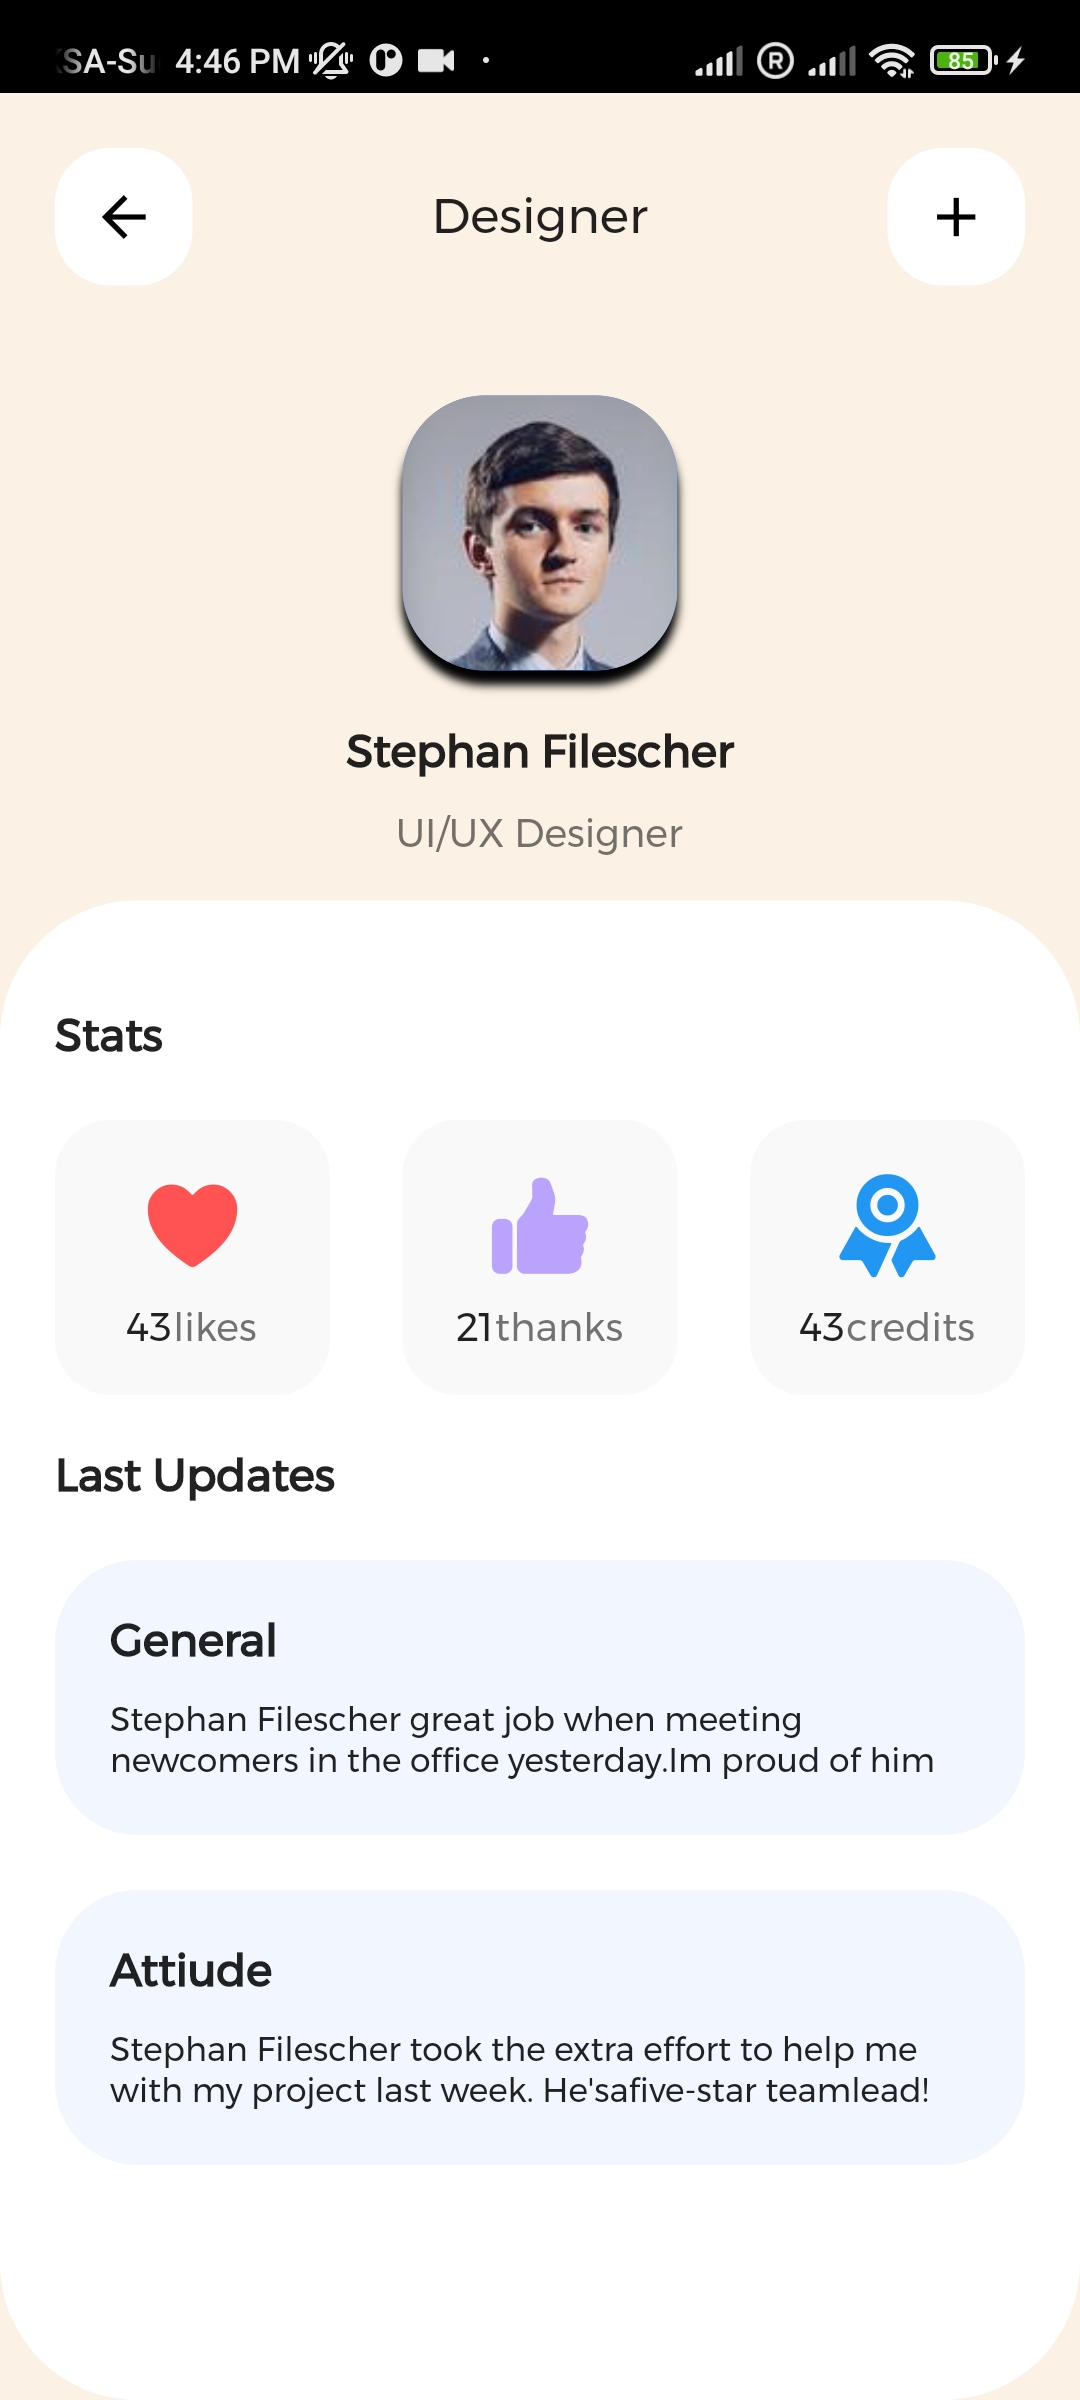 SA-Su 4:46 PM 85
Designer
Stephan Filescher
UI/UX Designer
Stats
43likes 21thanks 43credits
Last Updates
General
Stephan Filescher great job when meeting
newcomers in the office yesterday.Im proud of him
Attiude
Stephan Filescher took the extra effort to help me
with my project last week. He'safive-star teamlead!